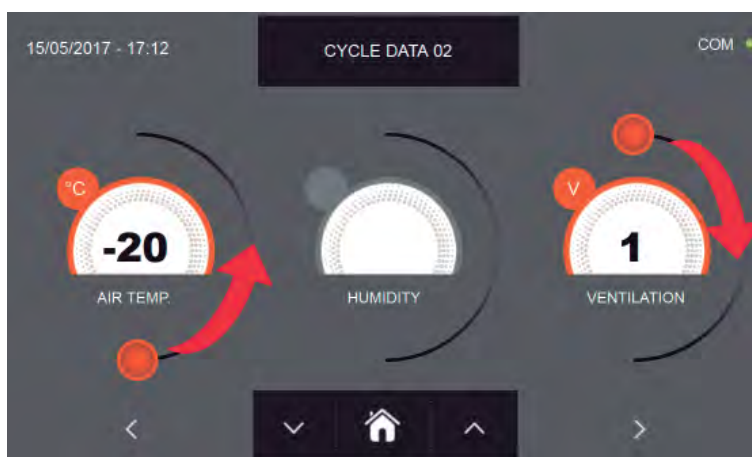 15/05/2017 - 17:12
CYCLE DATA 02
COM
°C
-20
AIR TEMP.
HUMIDITY
V
1
VENTILATION